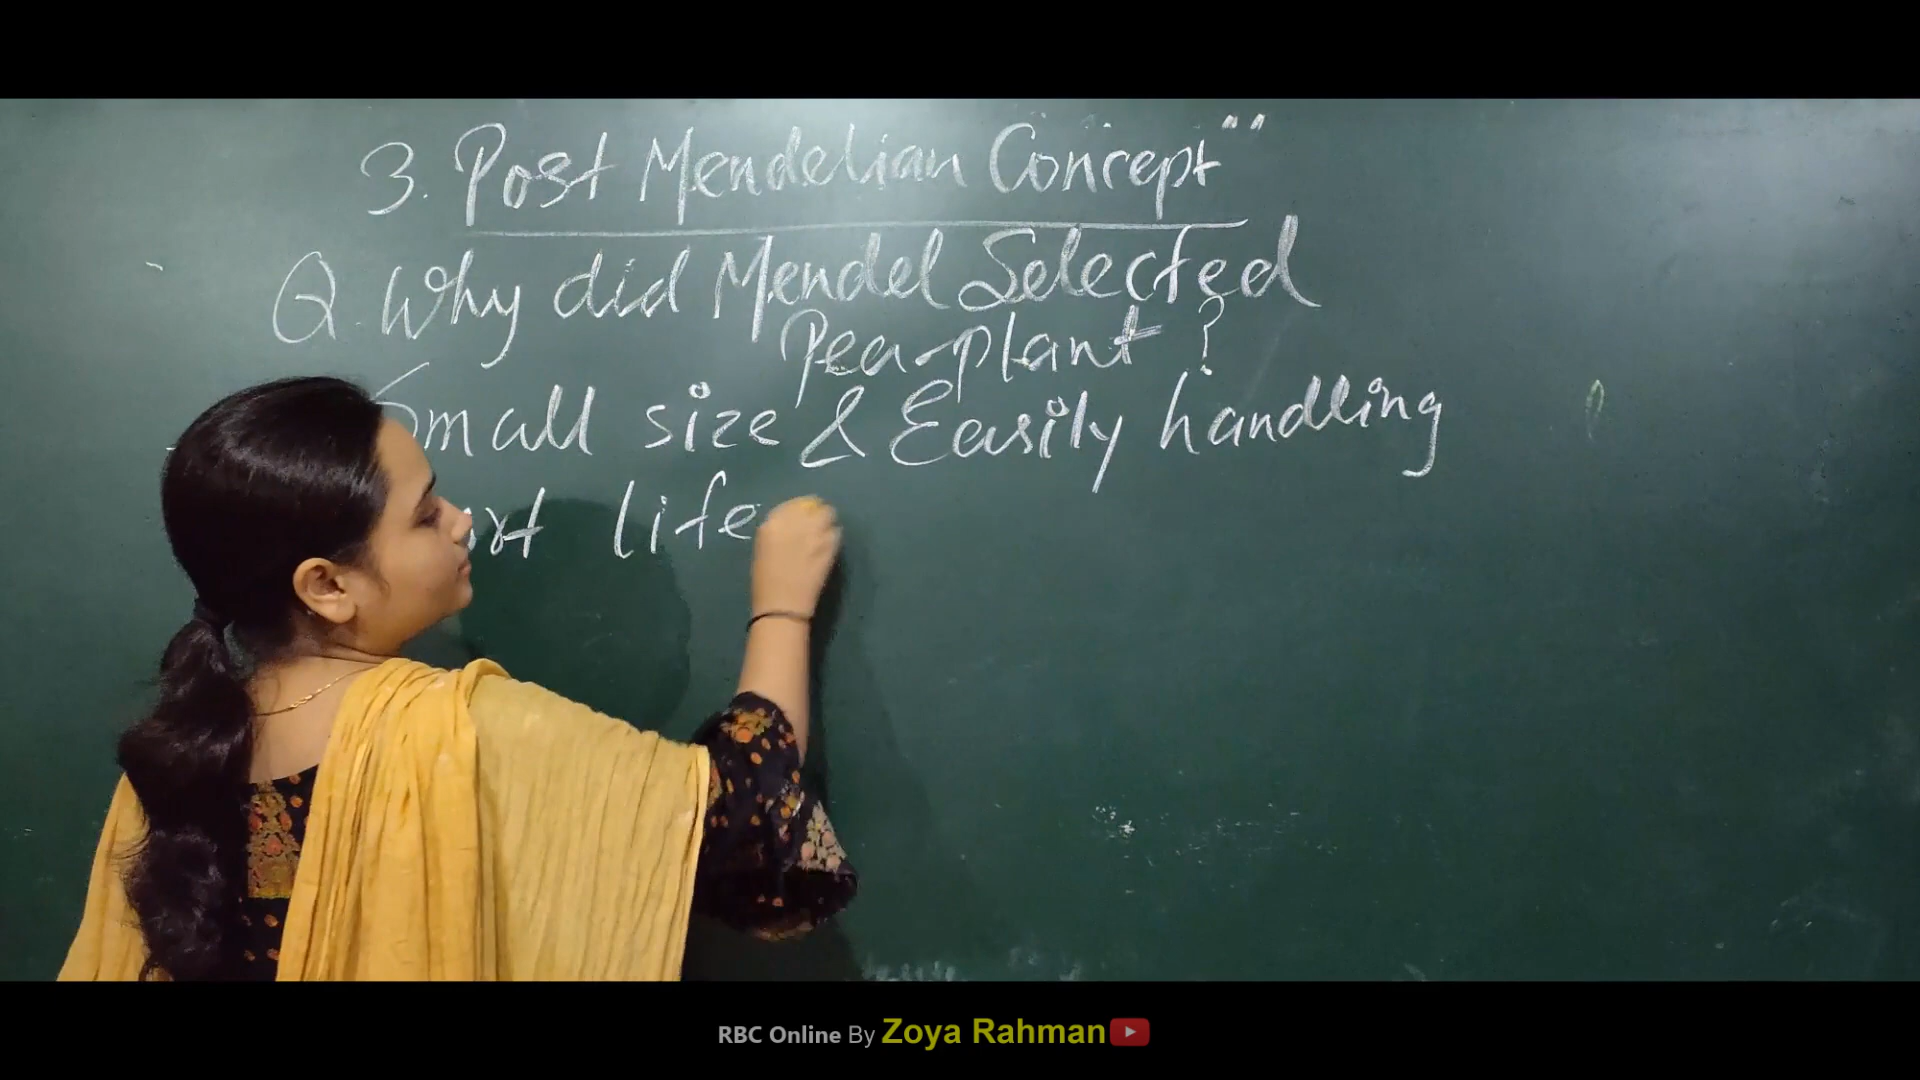 3. Post Mendelian Concept "
Q. Why did Mendel Selected
Pea-plant ?
Small size & Easily handling
life
RBC Online By Zoya Rahman